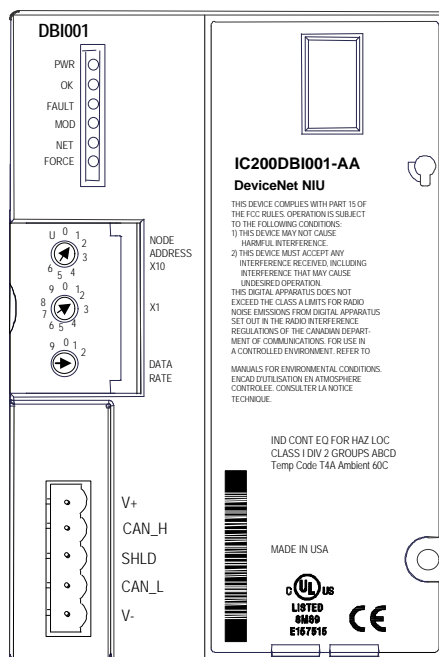 DBI001
PWR
OK
FAULT
MOD
NET
FORCE
U 0 1 2 3 4 5 6
NODE
ADDRESS
X10
9 0 1 2 3 4 5 6 7 8
X1
9 0 1 2
DATA
RATE
V+
CAN_H
SHLD
CAN_L
V-
IC200DBI001-AA
DeviceNet NIU
THIS DEVICE COMPLIES WITH PART 15 OF
THE FCC RULES. OPERATION IS SUBJECT
TO THE FOLLOWING CONDITIONS:
1) THIS DEVICE MAY NOT CAUSE
HARMFUL INTERFERENCE.
2) THIS DEVICE MUST ACCEPT ANY
INTERFERENCE RECEIVED, INCLUDING
INTERFERENCE THAT MAY CAUSE
UNDESIRED OPERATION.
THIS DIGITAL APPARATUS DOES NOT
EXCEED THE CLASS A LIMITS FOR RADIO
NOISE EMISSIONS FROM DIGITAL APPARATUS
SET OUT IN THE RADIO INTERFERENCE
REGULATIONS OF THE CANADIAN DEPART-
MENT OF COMMUNICATIONS. FOR USE IN
A CONTROLLED ENVIRONMENT. REFER TO
MANUALS FOR ENVIRONMENTAL CONDITIONS.
ENCAD D'UTILISATION EN ATMOSPHERE
CONTROLEE. CONSULTER LA NOTICE
TECHNIQUE.
IND CONT EQ FOR HAZ LOC
CLASS I DIV 2 GROUPS ABCD
Temp Code T4A Ambient 60C
MADE IN USA
C UL US
LISTED
8M89
E157515
CE